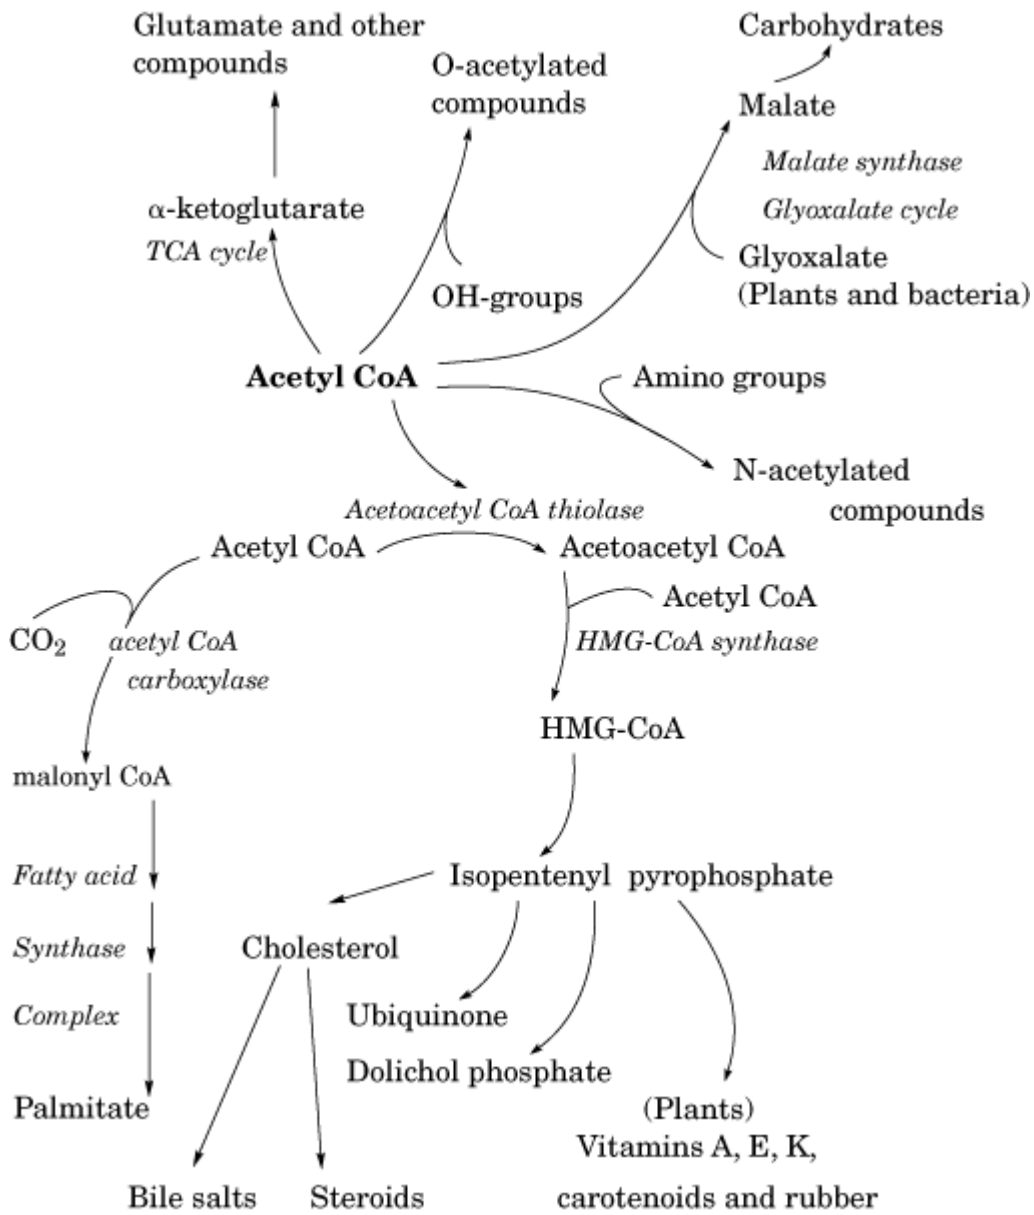 Glutamate and other
compounds
O-acetylated
compounds
Carbohydrates
Malate
Malate synthase
Glyoxalate cycle
Glyoxalate
(Plants and bacteria)
α-ketoglutarate
TCA cycle
OH-groups
Acetyl CoA
Amino groups
N-acetylated
compounds
Acetoacetyl CoA thiolase
Acetyl CoA
Acetoacetyl CoA
Acetyl CoA
HMG-CoA synthase
CO₂
acetyl CoA
carboxylase
HMG-CoA
malonyl CoA
Fatty acid
Synthase
Complex
Palmitate
Isopentenyl pyrophosphate
Cholesterol
Ubiquinone
Dolichol phosphate
(Plants)
Vitamins A, E, K,
carotenoids and rubber
Bile salts
Steroids